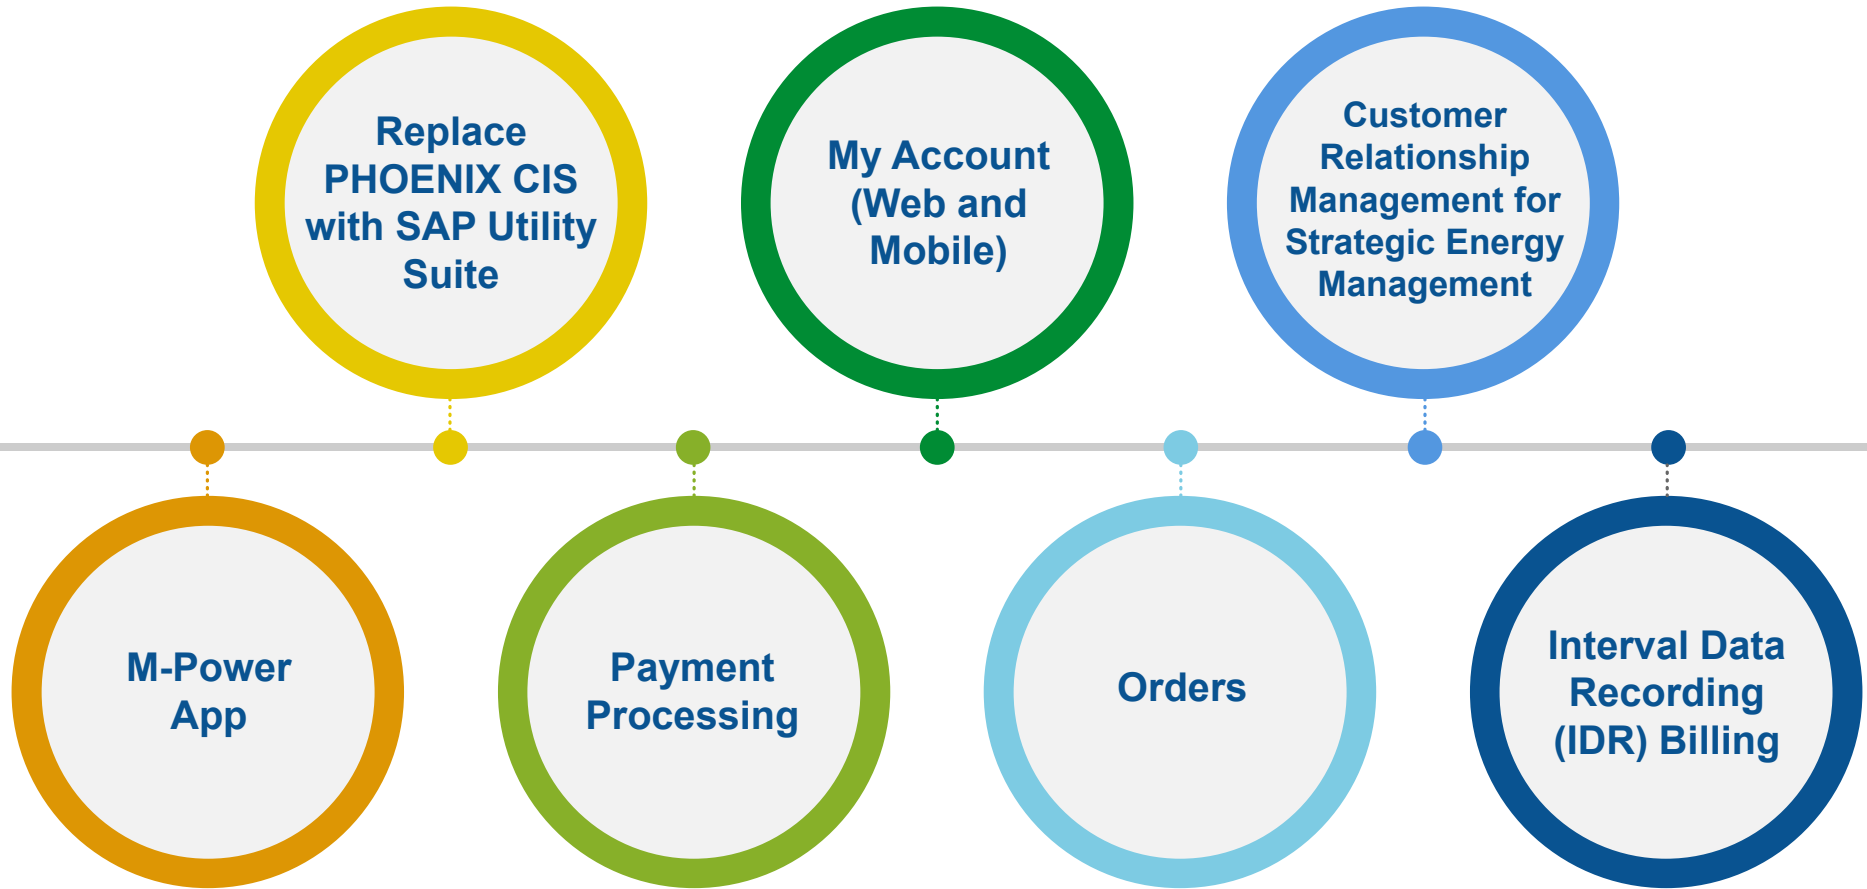 Replace
PHOENIX CIS
with SAP Utility
Suite
My Account
(Web and
Mobile)
Customer
Relationship
Management for
Strategic Energy
Management
M-Power
App
Payment
Processing
Orders
Interval Data
Recording
(IDR) Billing